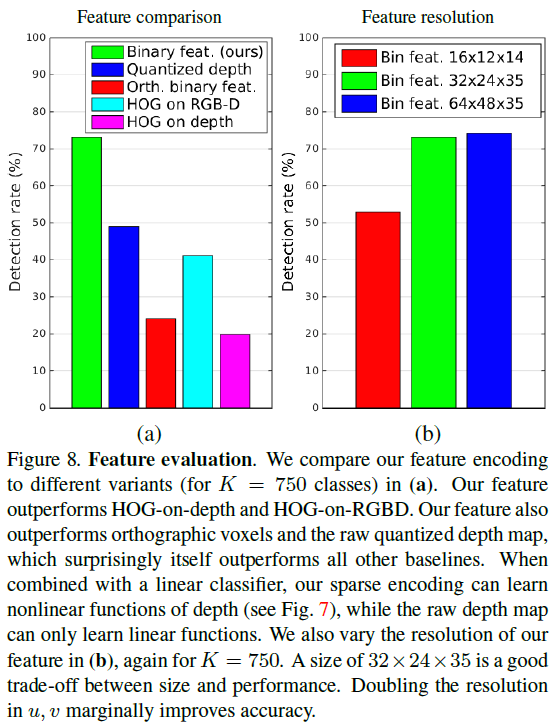 Feature comparison
100
90
80
70
60
50
40
30
20
10
0
Detection rate (%)
Binary feat. (ours)
Quantized depth
Orth. binary feat.
HOG on RGB-D
HOG on depth
(a)
Feature resolution
100
90
80
70
60
50
40
30
20
10
0
Detection rate (%)
Bin feat. 16x12x14
Bin feat. 32x24x35
Bin feat. 64x48x35
(b)
Figure 8. Feature evaluation. We compare our feature encoding
to different variants (for K = 750 classes) in (a). Our feature
outperforms HOG-on-depth and HOG-on-RGBD. Our feature also
outperforms orthographic voxels and the raw quantized depth map,
which surprisingly itself outperforms all other baselines. When
combined with a linear classifier, our sparse encoding can learn
nonlinear functions of depth (see Fig. 7), while the raw depth map
can only learn linear functions. We also vary the resolution of our
feature in (b), again for K = 750. A size of 32×24×35 is a good
trade-off between size and performance. Doubling the resolution
in u, v marginally improves accuracy.